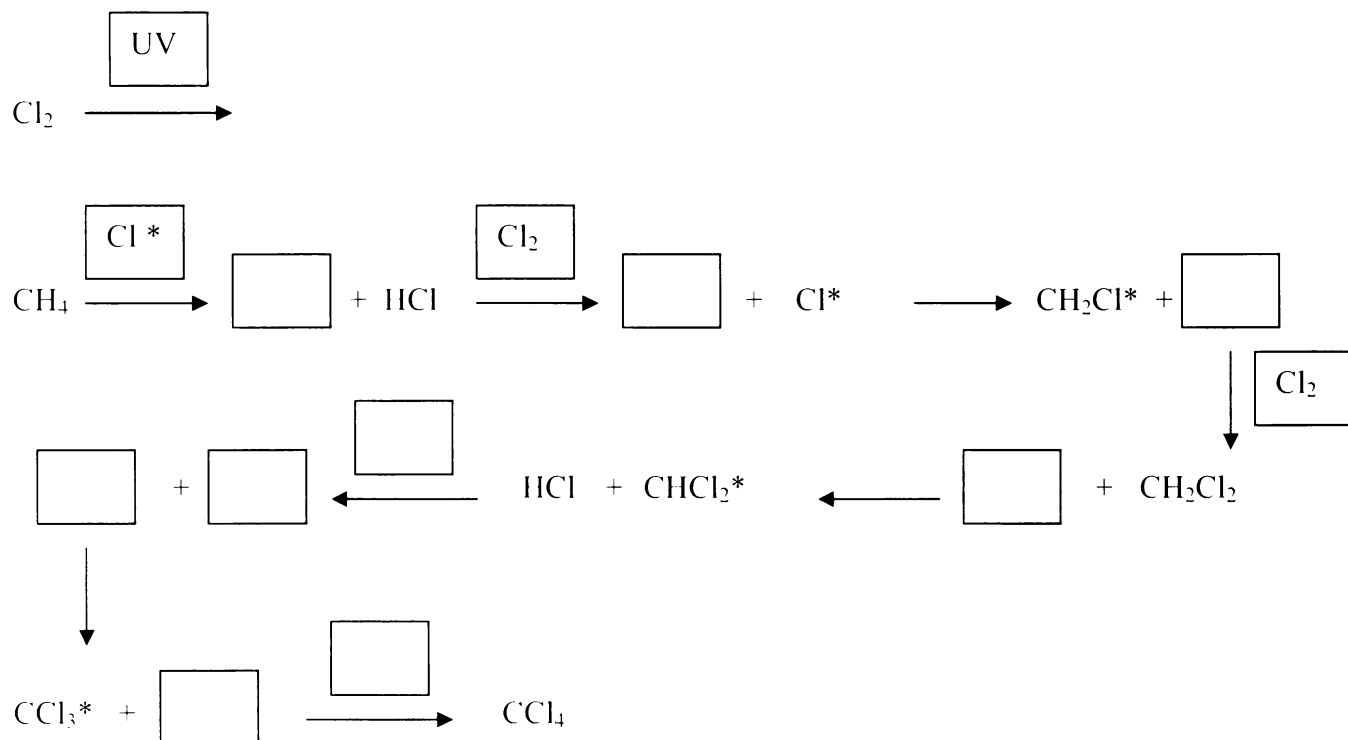 UV
Cl₂
Cl * Cl₂
CH₄ + HCl + Cl* CH₂Cl* +
Cl₂
+ HCl + CHCl₂* + CH₂Cl₂
CCl₃* + CCl₄